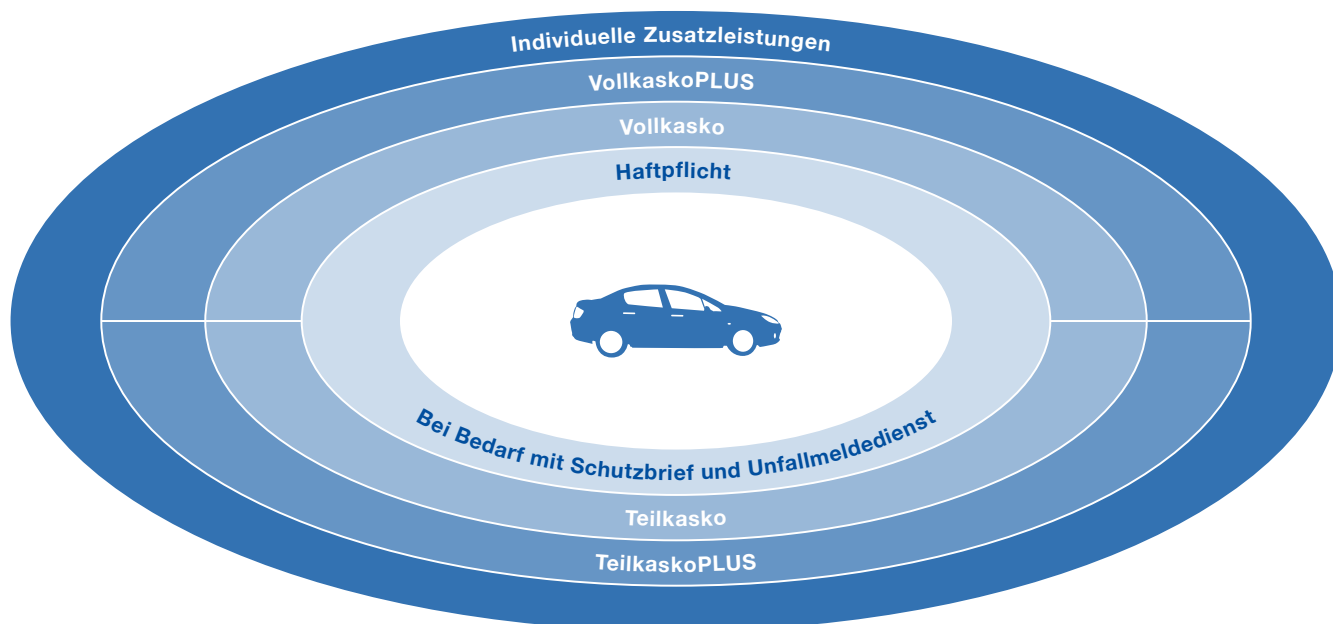 Individuelle Zusatzleistungen
VollkaskoPLUS
Vollkasko
Haftpflicht
Bei Bedarf mit Schutzbrief und Unfallmeldedienst
Teilkasko
TeilkaskoPLUS